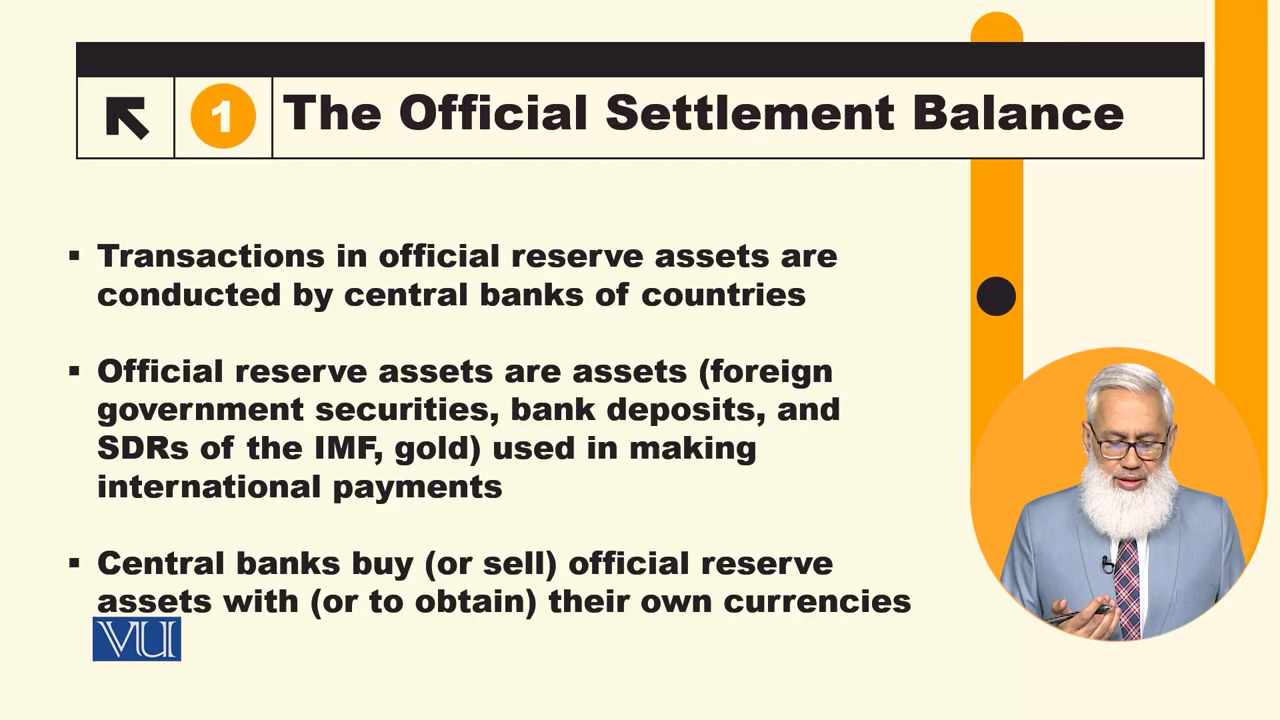 1
The Official Settlement Balance
▪ Transactions in official reserve assets are
conducted by central banks of countries
▪ Official reserve assets are assets (foreign
government securities, bank deposits, and
SDRs of the IMF, gold) used in making
international payments
▪ Central banks buy (or sell) official reserve
assets with (or to obtain) their own currencies
VU